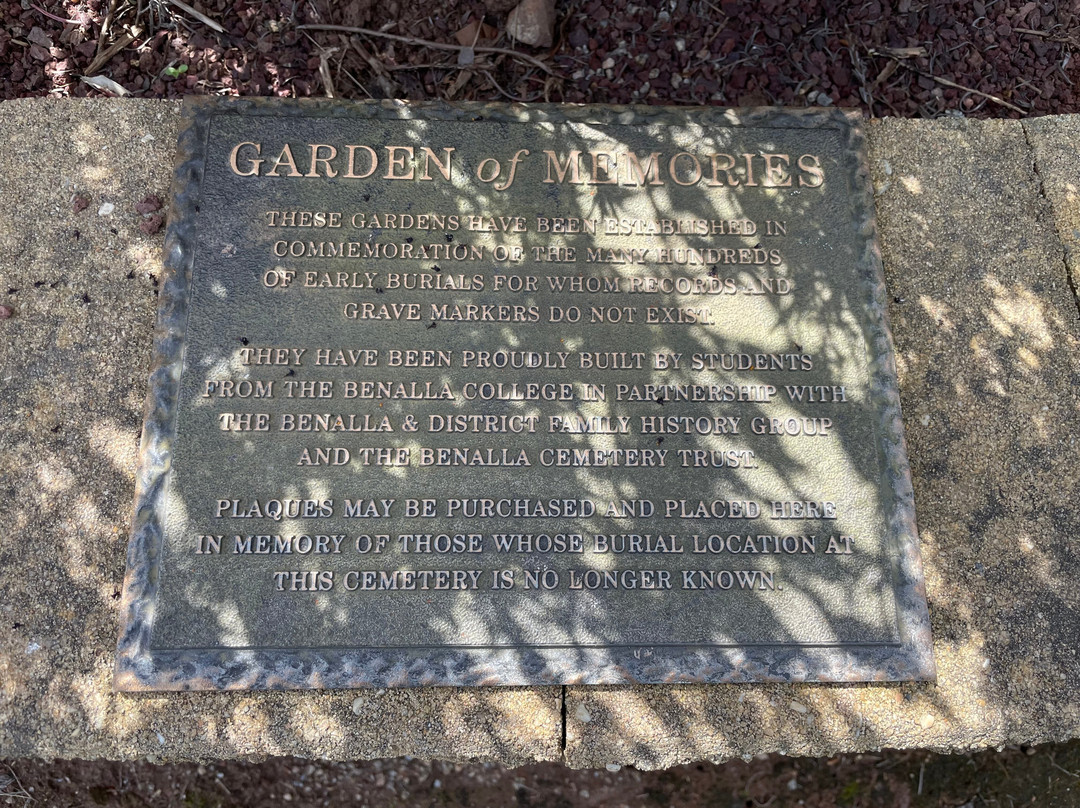 GARDEN of MEMORIES
THESE GARDENS HAVE BEEN ESTABLISHED IN
COMMEMORATION OF THE MANY HUNDREDS
OF EARLY BURIALS FOR WHOM RECORDS AND
GRAVE MARKERS DO NOT EXIST.
THEY HAVE BEEN PROUDLY BUILT BY STUDENTS
FROM THE BENALLA COLLEGE IN PARTNERSHIP WITH
THE BENALLA & DISTRICT FAMILY HISTORY GROUP
AND THE BENALLA CEMETERY TRUST.
PLAQUES MAY BE PURCHASED AND PLACED HERE
IN MEMORY OF THOSE WHOSE BURIAL LOCATION AT
THIS CEMETERY IS NO LONGER KNOWN.